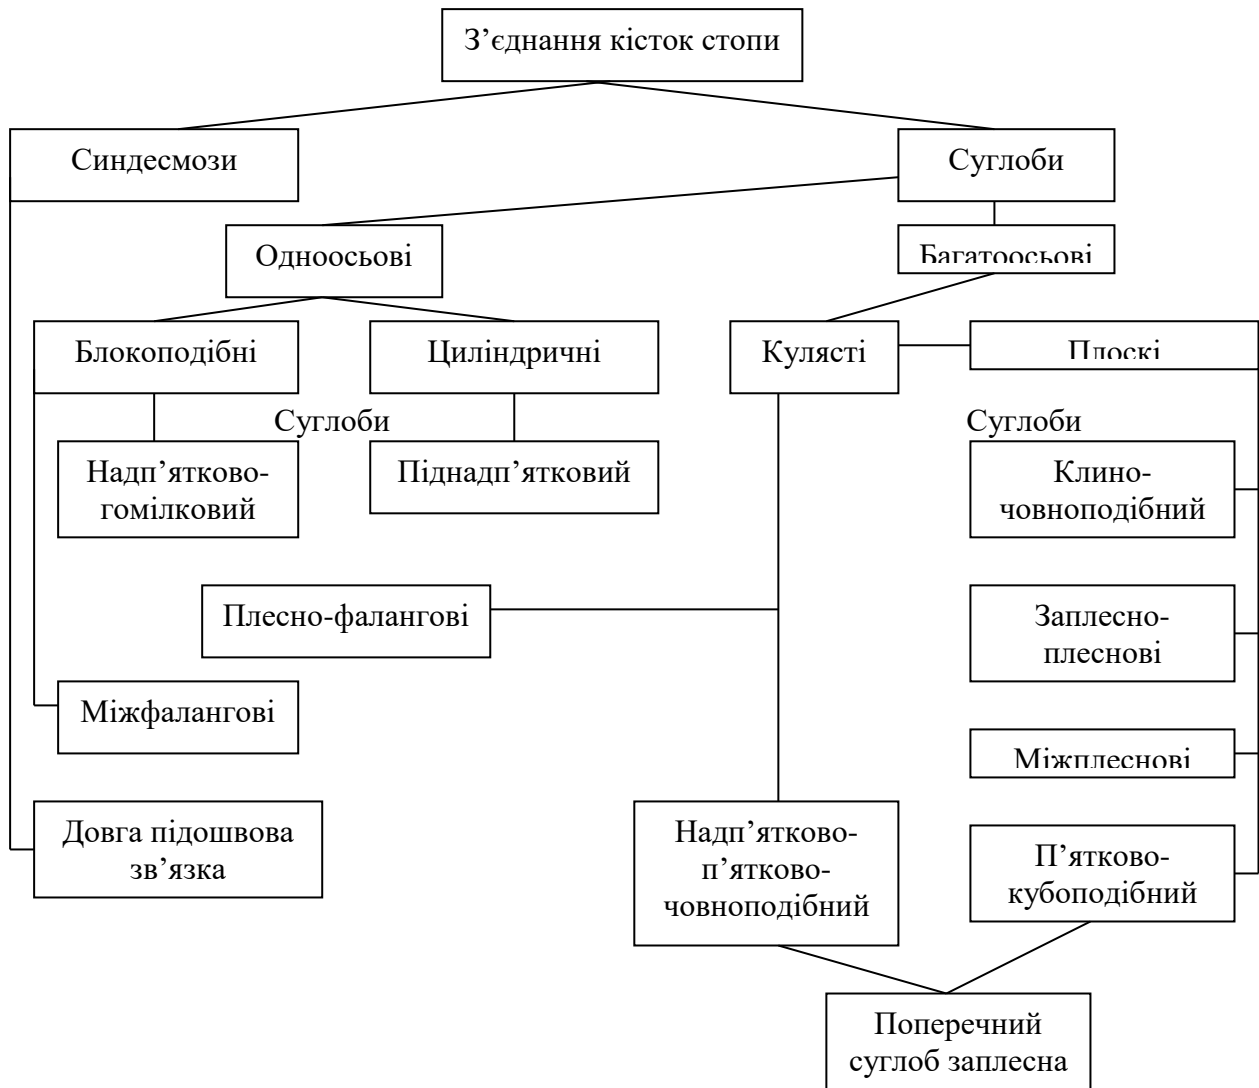 З’єднання кісток стопи
Синдесмози
Суглоби
Одноосьові
Багатоосьові
Блокоподібні
Циліндричні
Кулясті
Плоскі
Суглоби
Суглоби
Надп’ятково-
гомілковий
Піднадп’ятковий
Клино-
човноподібний
Плесно-фалангові
Заплесно-
плеснові
Міжфалангові
Міжплеснові
Довга підошвова
зв’язка
Надп’ятково-
п’ятково-
човноподібний
П’ятково-
кубоподібний
Поперечний
суглоб заплесна